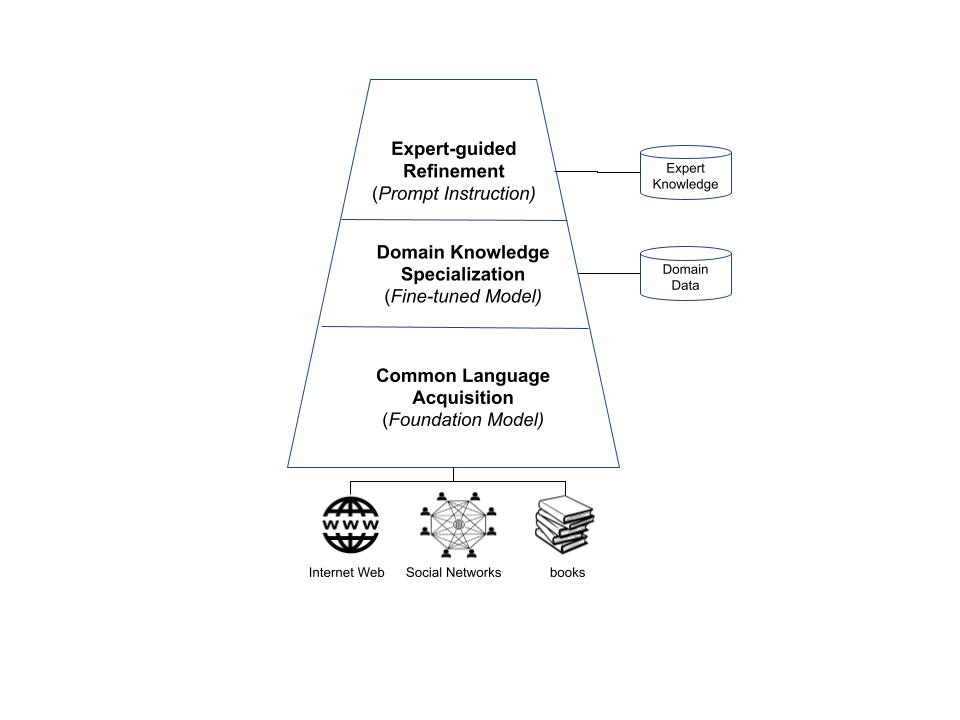 Expert-guided
Refinement
(Prompt Instruction)
Expert
Knowledge
Domain Knowledge
Specialization
(Fine-tuned Model)
Domain
Data
Common Language
Acquisition
(Foundation Model)
WWW
Internet Web
Social Networks
books